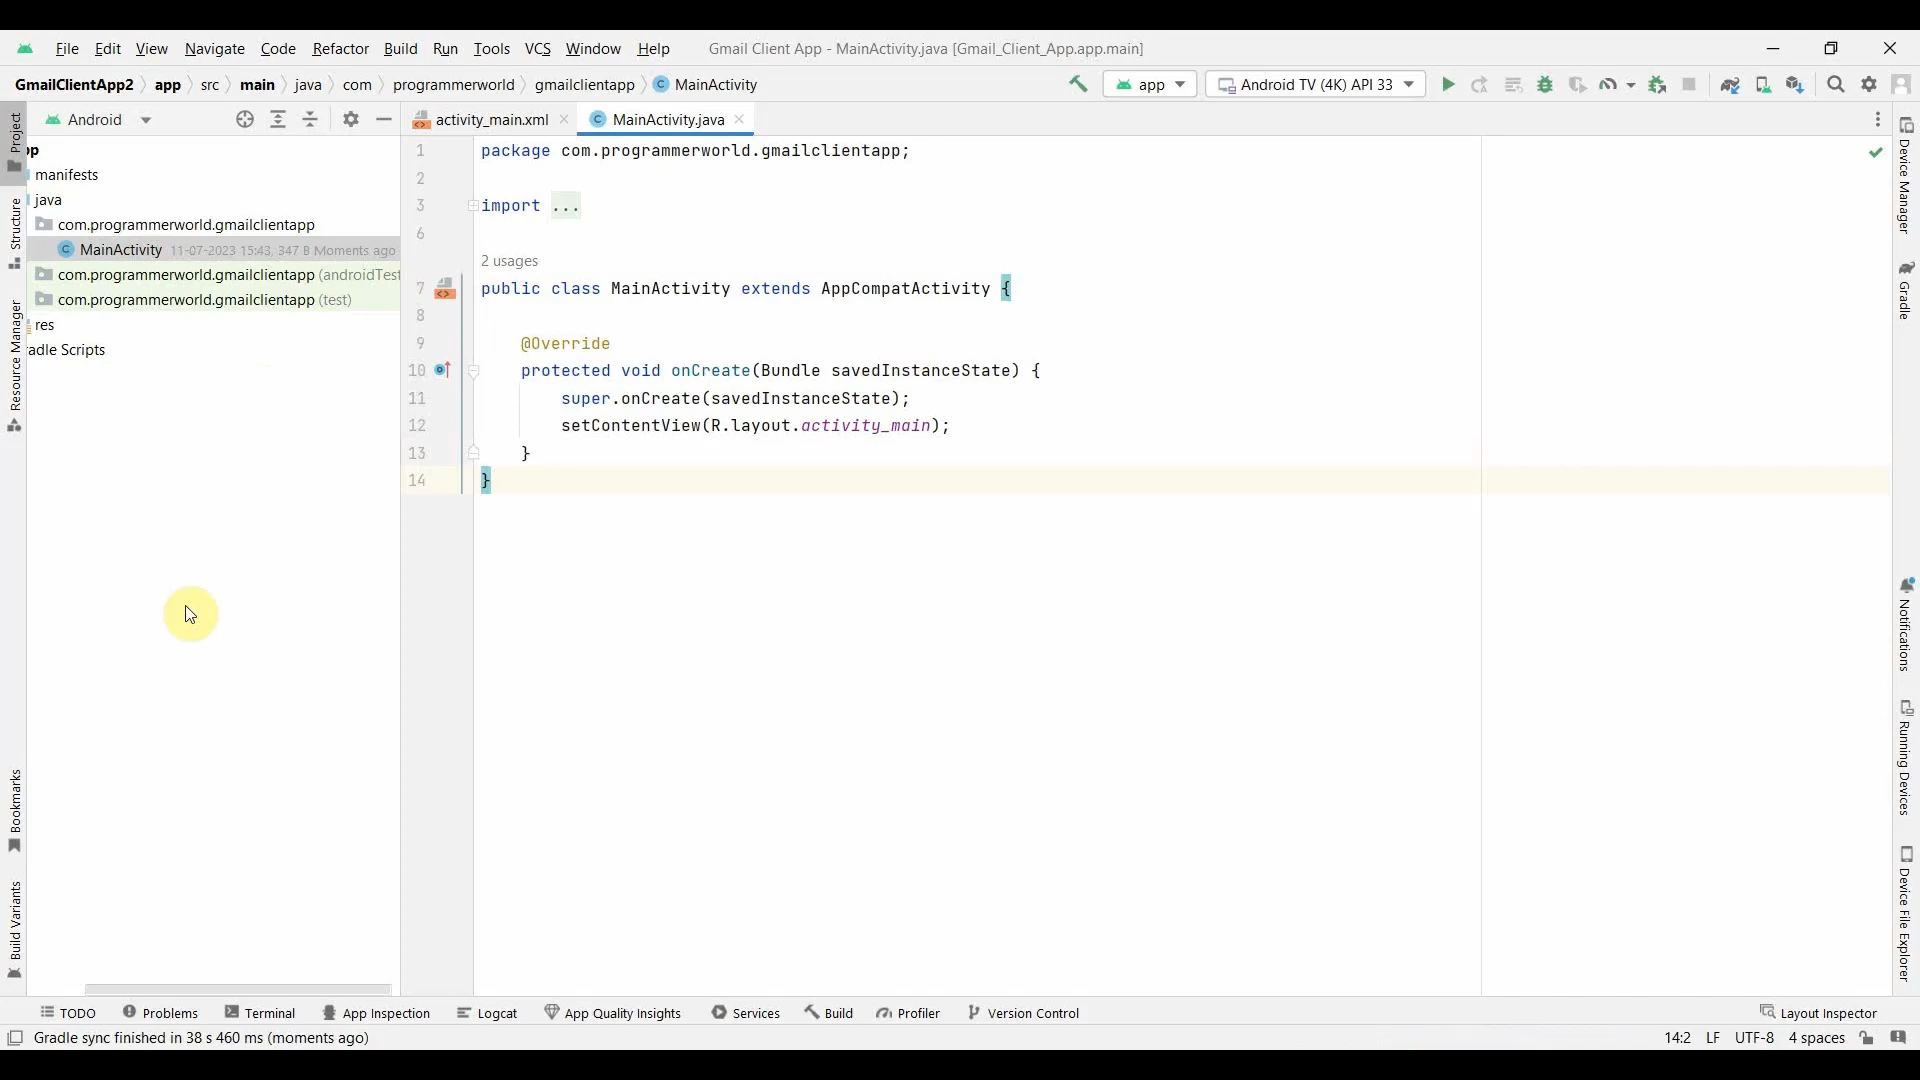 File Edit View Navigate Code Refactor Build Run Tools VCS Window Help Gmail Client App - MainActivity.java [Gmail_Client_App.app.main]
GmailClientApp2 app src main java com programmerworld gmailclientapp MainActivity app Android TV (4K) API 33
Android
activity_main.xml MainActivity.java
pp
manifests
java
com.programmerworld.gmailclientapp
MainActivity 11-07-2023 15:43, 347 B Moments ago
com.programmerworld.gmailclientapp (androidTest
com.programmerworld.gmailclientapp (test)
res
radle Scripts
1 package com.programmerworld.gmailclientapp;
2
3 import ...
6
2 usages
7 public class MainActivity extends AppCompatActivity {
8
9 @Override
10 protected void onCreate(Bundle savedInstanceState) {
11 super.onCreate(savedInstanceState);
12 setContentView(R.layout.activity_main);
13 }
14 }
Project
Structure
Resource Manager
Bookmarks
Build Variants
Device Manager
Gradle
Notifications
Running Devices
Device File Explorer
TODO Problems Terminal App Inspection Logcat App Quality Insights Services Build Profiler Version Control Layout Inspector
Gradle sync finished in 38 s 460 ms (moments ago) 14:2 LF UTF-8 4 spaces